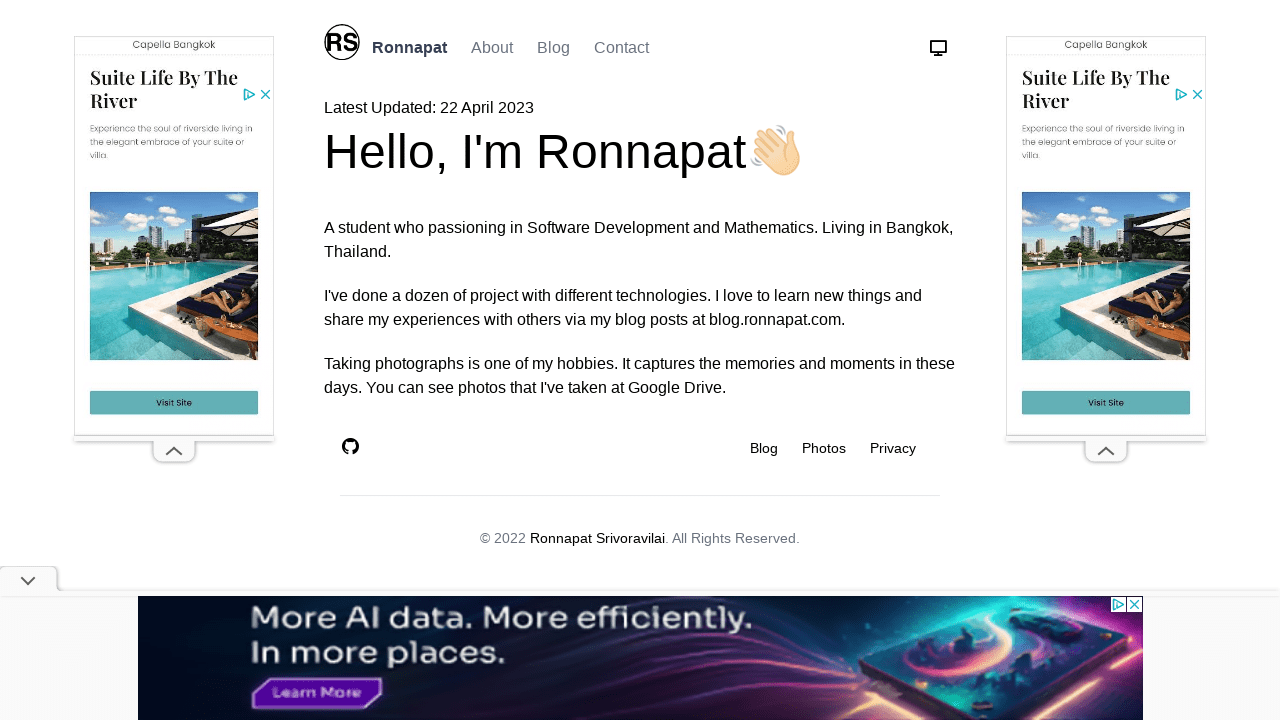 RS
Ronnapat About Blog Contact
Latest Updated: 22 April 2023
Hello, I'm Ronnapat👋🏻
A student who passioning in Software Development and Mathematics. Living in Bangkok,
Thailand.
I've done a dozen of project with different technologies. I love to learn new things and
share my experiences with others via my blog posts at blog.ronnapat.com.
Taking photographs is one of my hobbies. It captures the memories and moments in these
days. You can see photos that I've taken at Google Drive.
Blog Photos Privacy
© 2022 Ronnapat Srivoravilai. All Rights Reserved.
Capella Bangkok
Suite Life By The
River
Experience the soul of riverside living in
the elegant embrace of your suite or
villa.
Visit Site
Capella Bangkok
Suite Life By The
River
Experience the soul of riverside living in
the elegant embrace of your suite or
villa.
Visit Site
More AI data. More efficiently.
In more places.
Learn More